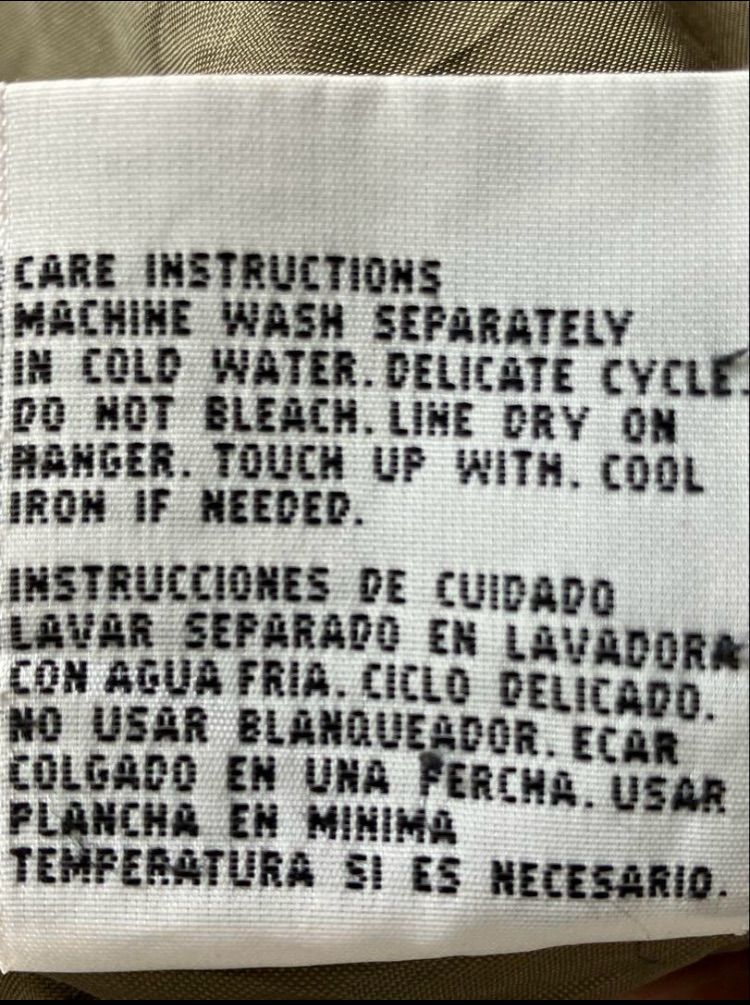 CARE INSTRUCTIONS
MACHINE WASH SEPARATELY
IN COLD WATER. DELICATE CYCLE.
DO NOT BLEACH. LINE DRY ON
HANGER. TOUCH UP WITH. COOL
IRON IF NEEDED.
INSTRUCCIONES DE CUIDADO
LAVAR SEPARADO EN LAVADORA
CON AGUA FRIA. CICLO DELICADO.
NO USAR BLANQUEADOR. ECAR
COLGADO EN UNA PERCHA. USAR
PLANCHA EN MINIMA
TEMPERATURA SI ES NECESARIO.